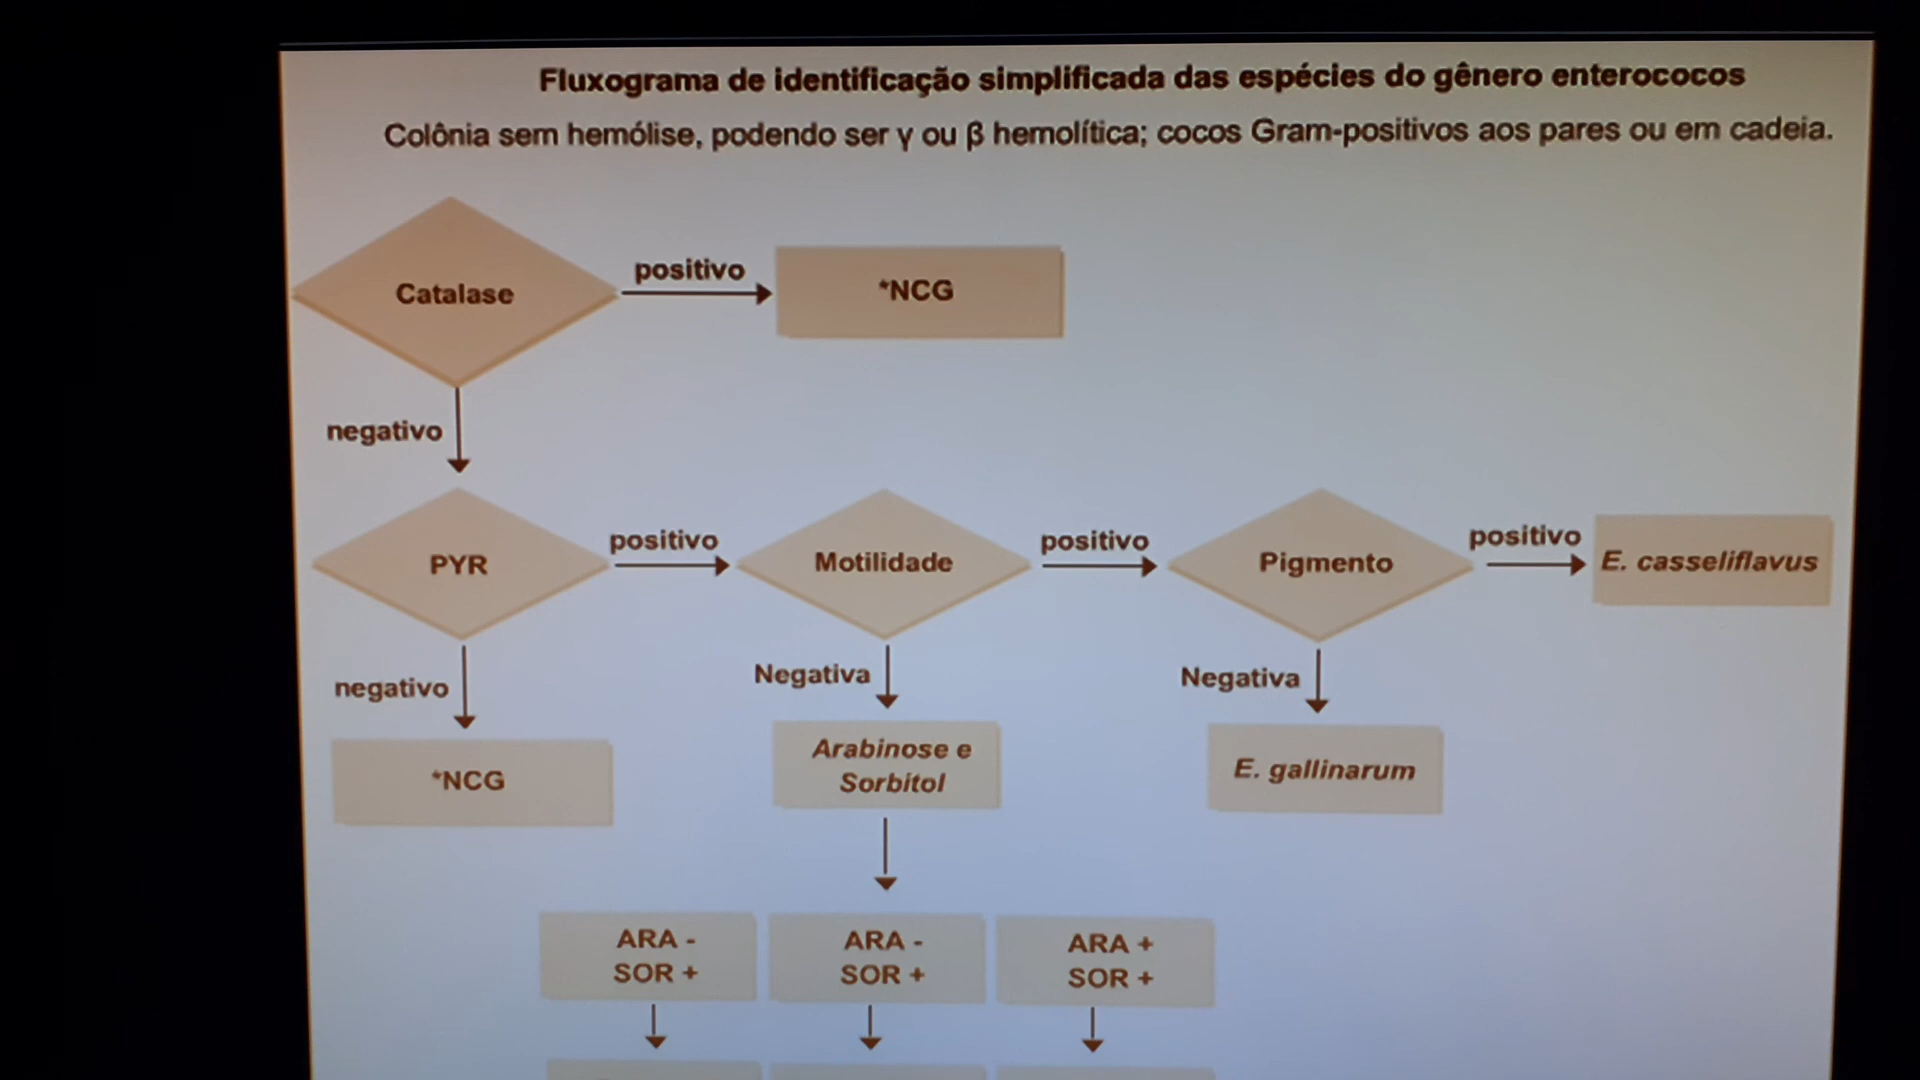 Fluxograma de identificação simplificada das espécies do gênero enterococos
Colônia sem hemólise, podendo ser γ ou β hemolítica; cocos Gram-positivos aos pares ou em cadeia.
Catalase
positivo
*NCG
negativo
PYR
positivo
Motilidade
positivo
Pigmento
positivo
E. casseliflavus
negativo
Negativa
Negativa
*NCG
Arabinose e
Sorbitol
E. gallinarum
ARA -
SOR +
ARA -
SOR +
ARA +
SOR +